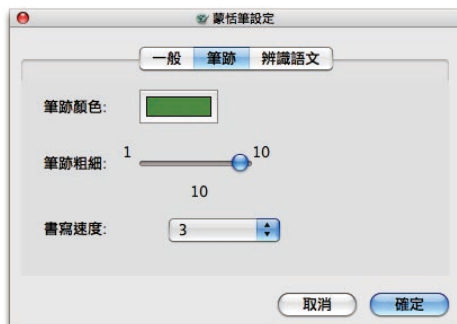 蒙恬筆設定
一般 筆跡 辨識語文
筆跡顏色:
筆跡粗細: 1 10
10
書寫速度: 3
取消 確定